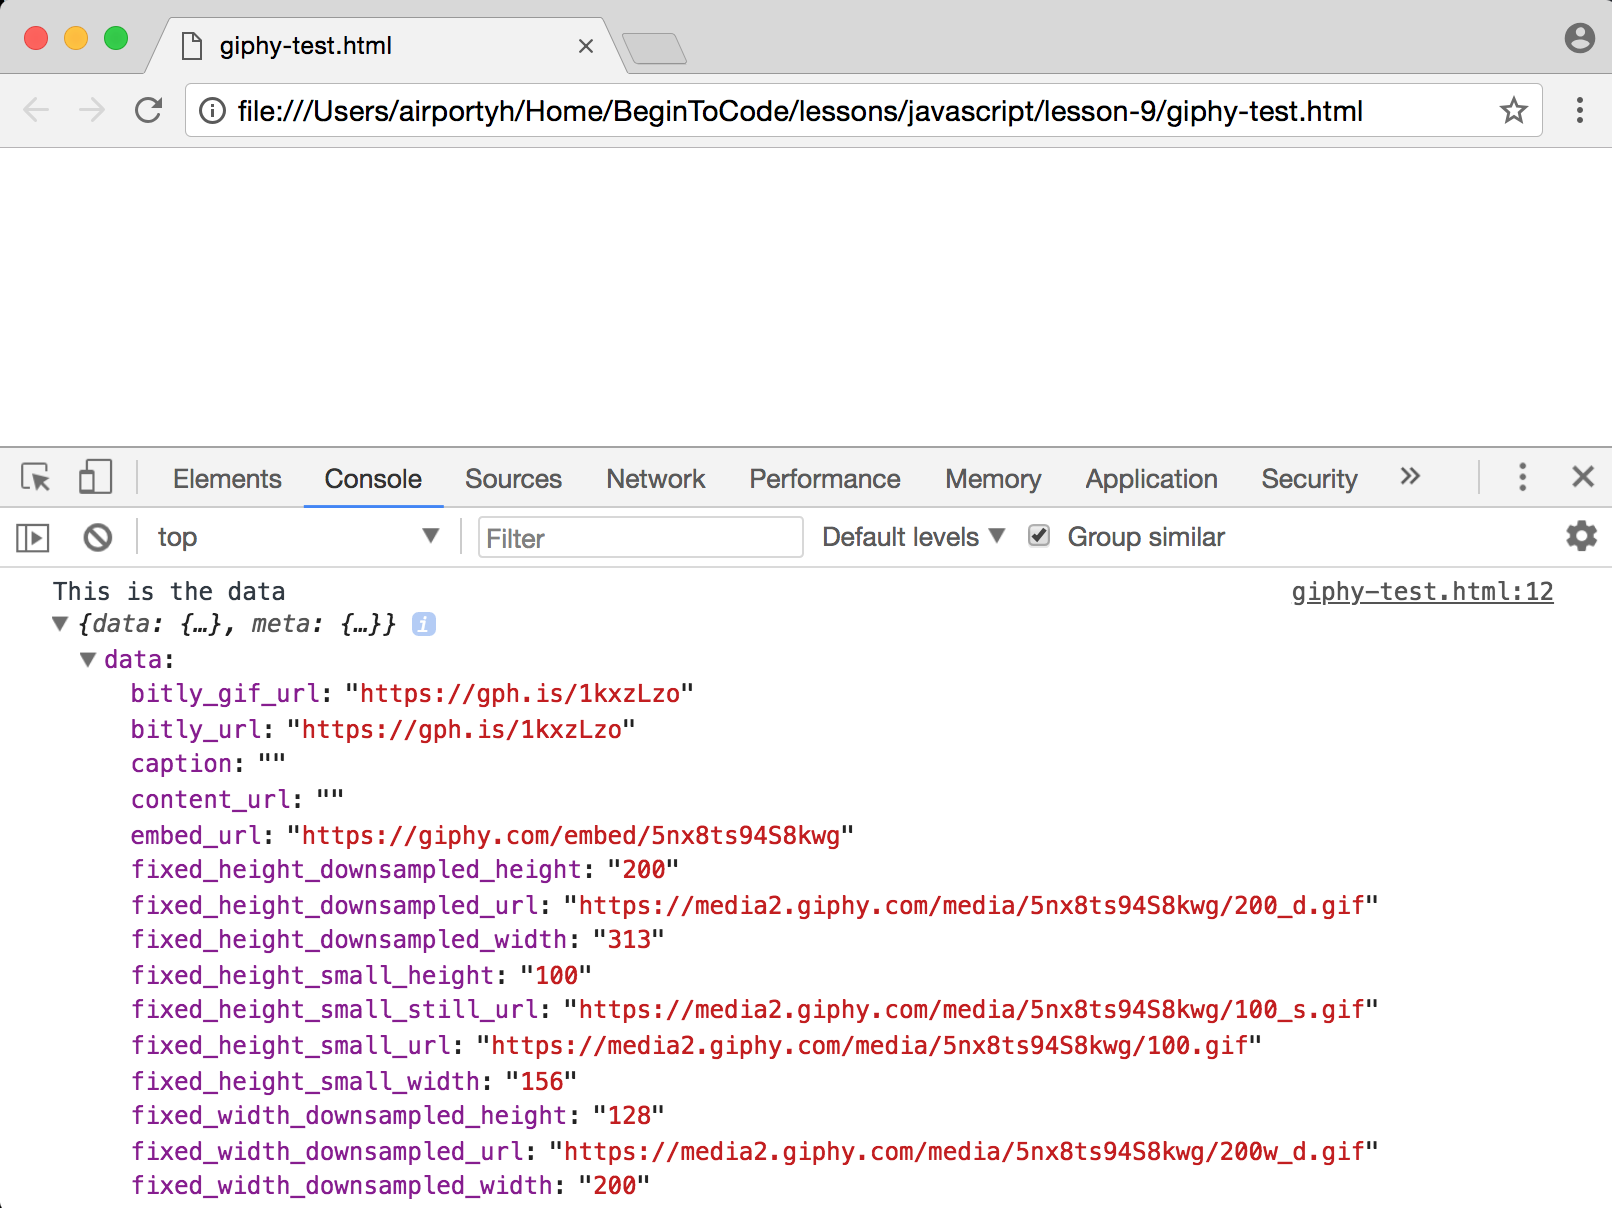 giphy-test.html
file:///Users/airportyh/Home/BeginToCode/lessons/javascript/lesson-9/giphy-test.html
Elements Console Sources Network Performance Memory Application Security
top Filter Default levels Group similar
This is the data giphy-test.html:12
{data: {…}, meta: {…}} i
data:
bitly_gif_url: "https://gph.is/1kxzLzo"
bitly_url: "https://gph.is/1kxzLzo"
caption: ""
content_url: ""
embed_url: "https://giphy.com/embed/5nx8ts94S8kwg"
fixed_height_downsampled_height: "200"
fixed_height_downsampled_url: "https://media2.giphy.com/media/5nx8ts94S8kwg/200_d.gif"
fixed_height_downsampled_width: "313"
fixed_height_small_height: "100"
fixed_height_small_still_url: "https://media2.giphy.com/media/5nx8ts94S8kwg/100_s.gif"
fixed_height_small_url: "https://media2.giphy.com/media/5nx8ts94S8kwg/100.gif"
fixed_height_small_width: "156"
fixed_width_downsampled_height: "128"
fixed_width_downsampled_url: "https://media2.giphy.com/media/5nx8ts94S8kwg/200w_d.gif"
fixed_width_downsampled_width: "200"